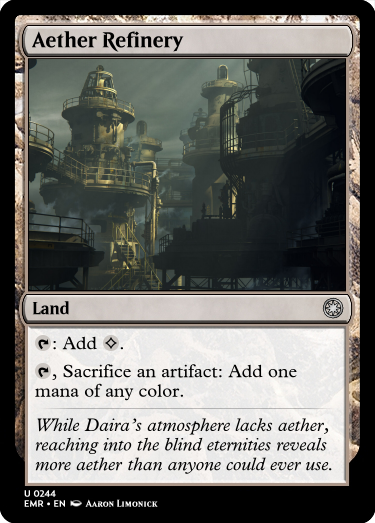 Aether Refinery
Land
: Add .
, Sacrifice an artifact: Add one
mana of any color.
While Daira's atmosphere lacks aether,
reaching into the blind eternities reveals
more aether than anyone could ever use.
U 0244
EMR • EN Aaron Limonick